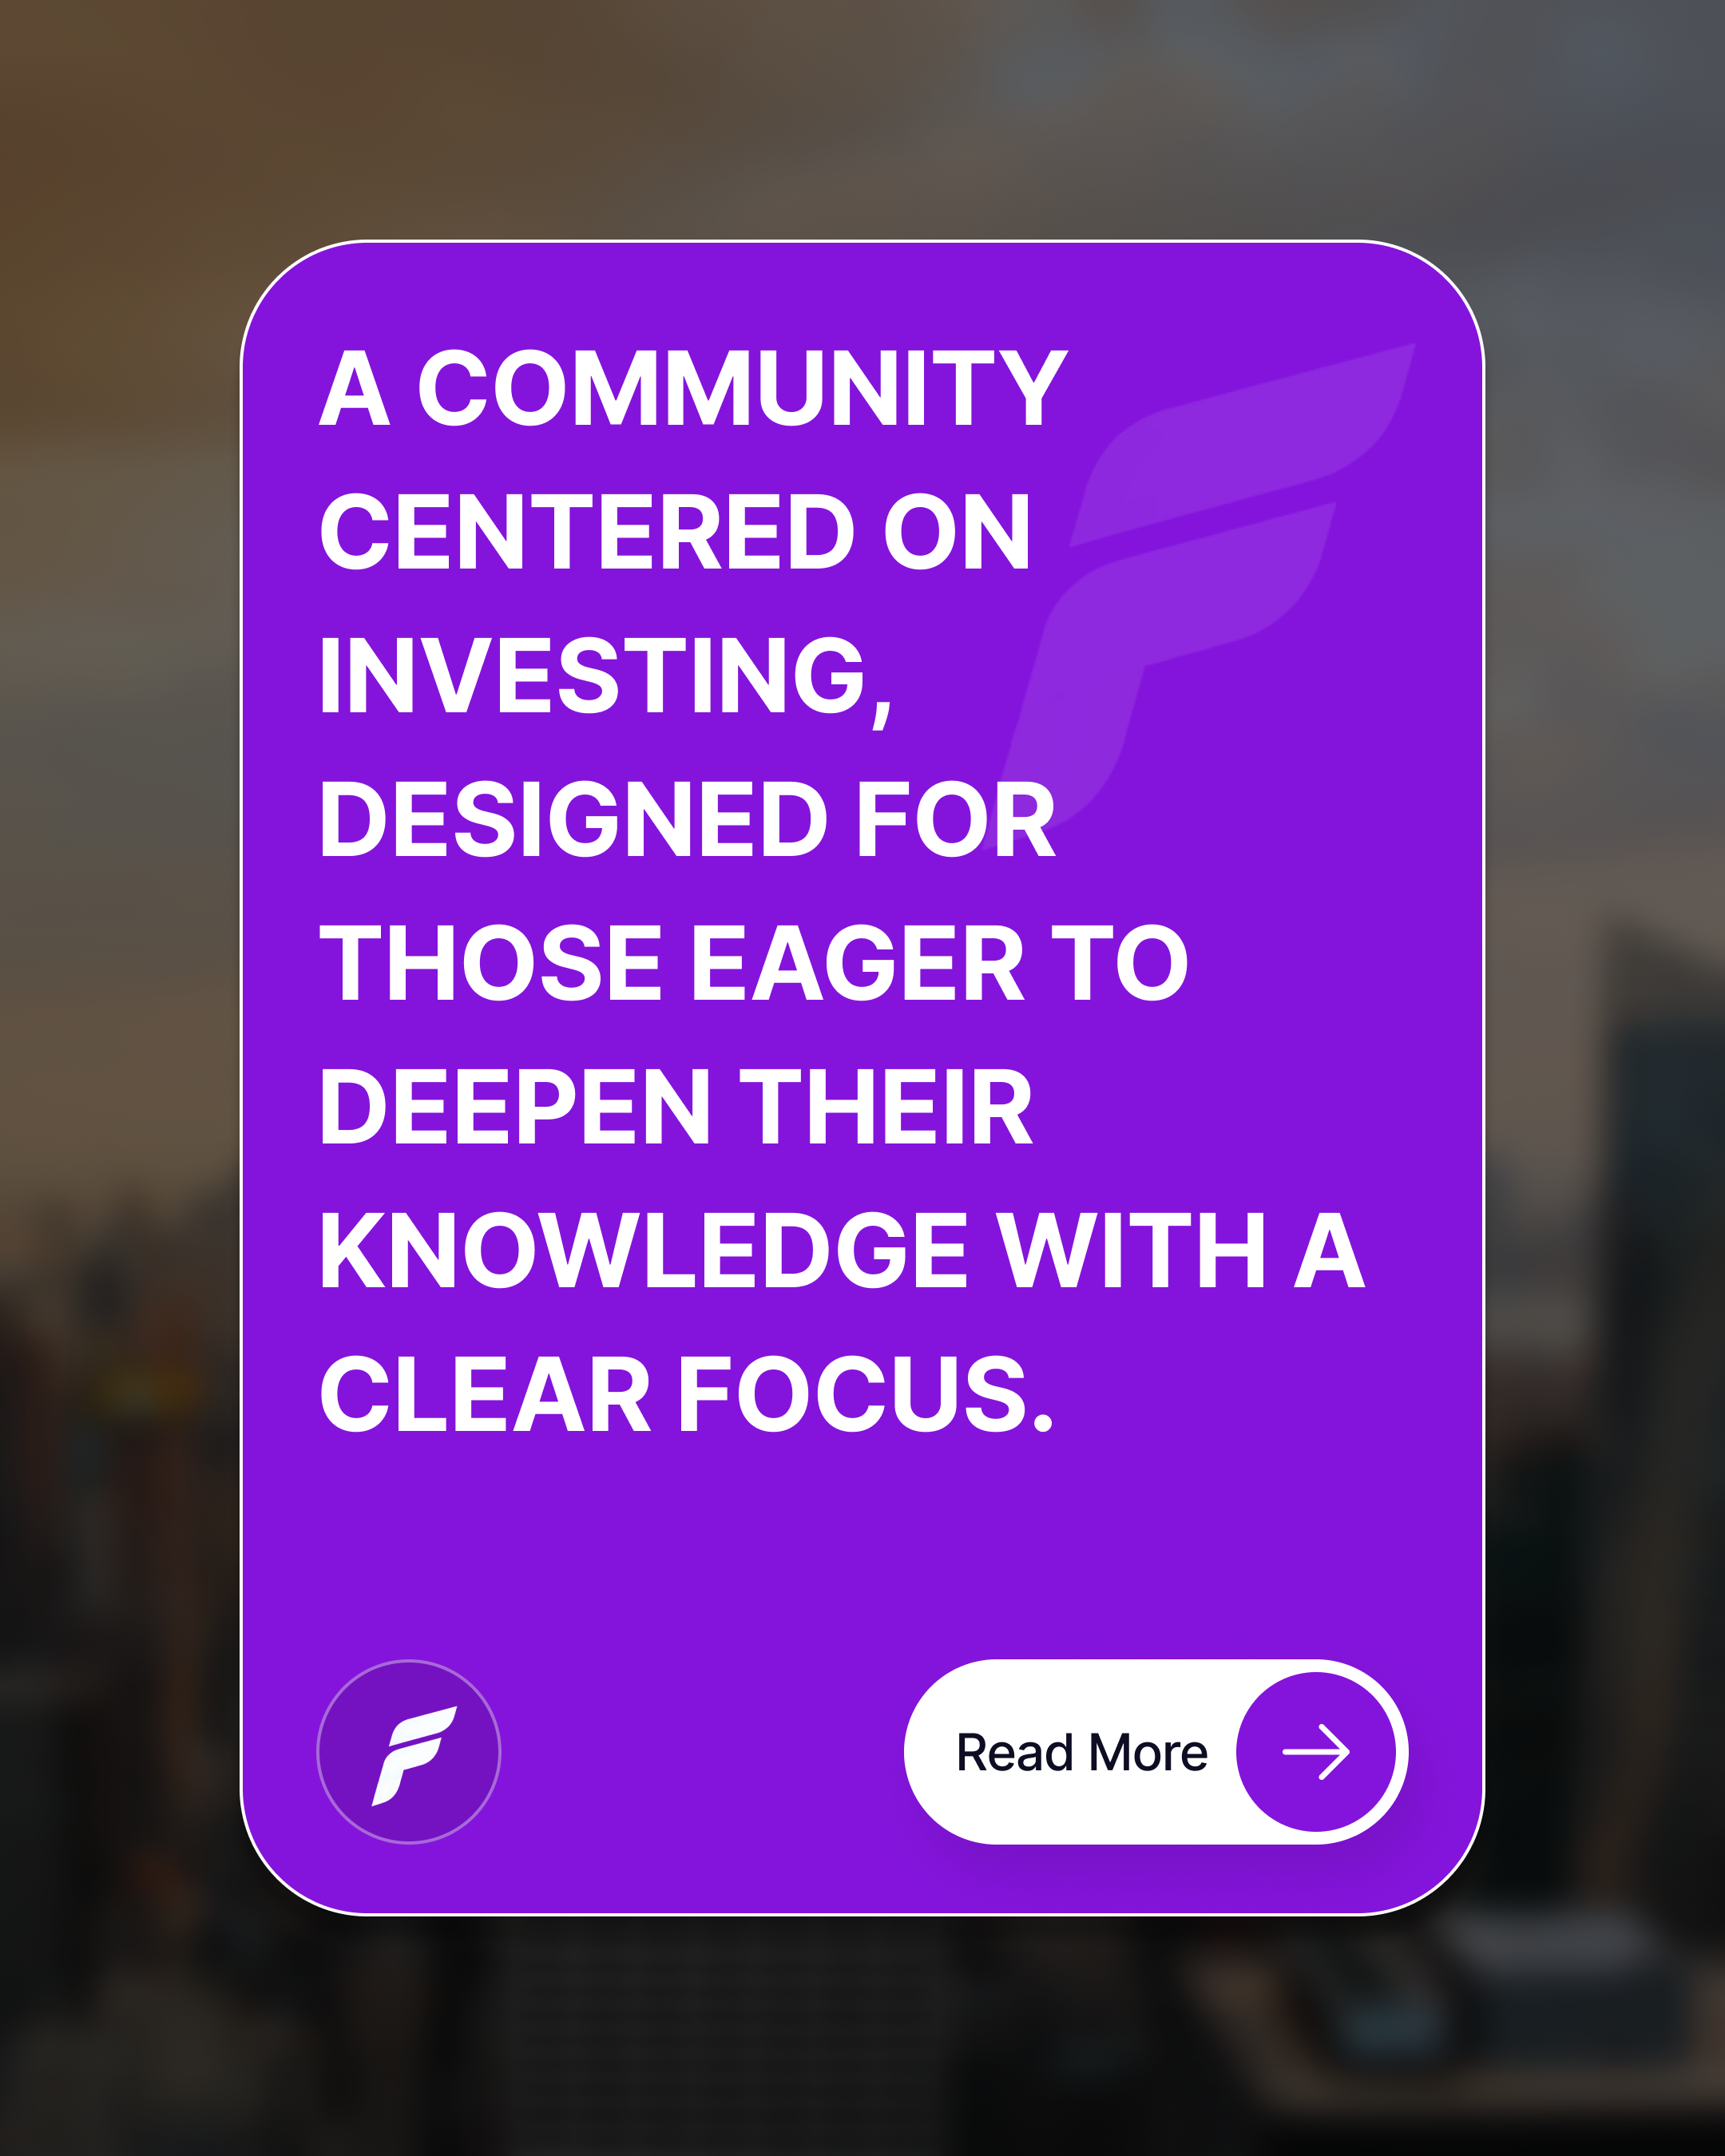 A COMMUNITY
CENTERED ON
INVESTING,
DESIGNED FOR
THOSE EAGER TO
DEEPEN THEIR
KNOWLEDGE WITH A
CLEAR FOCUS.
Read More